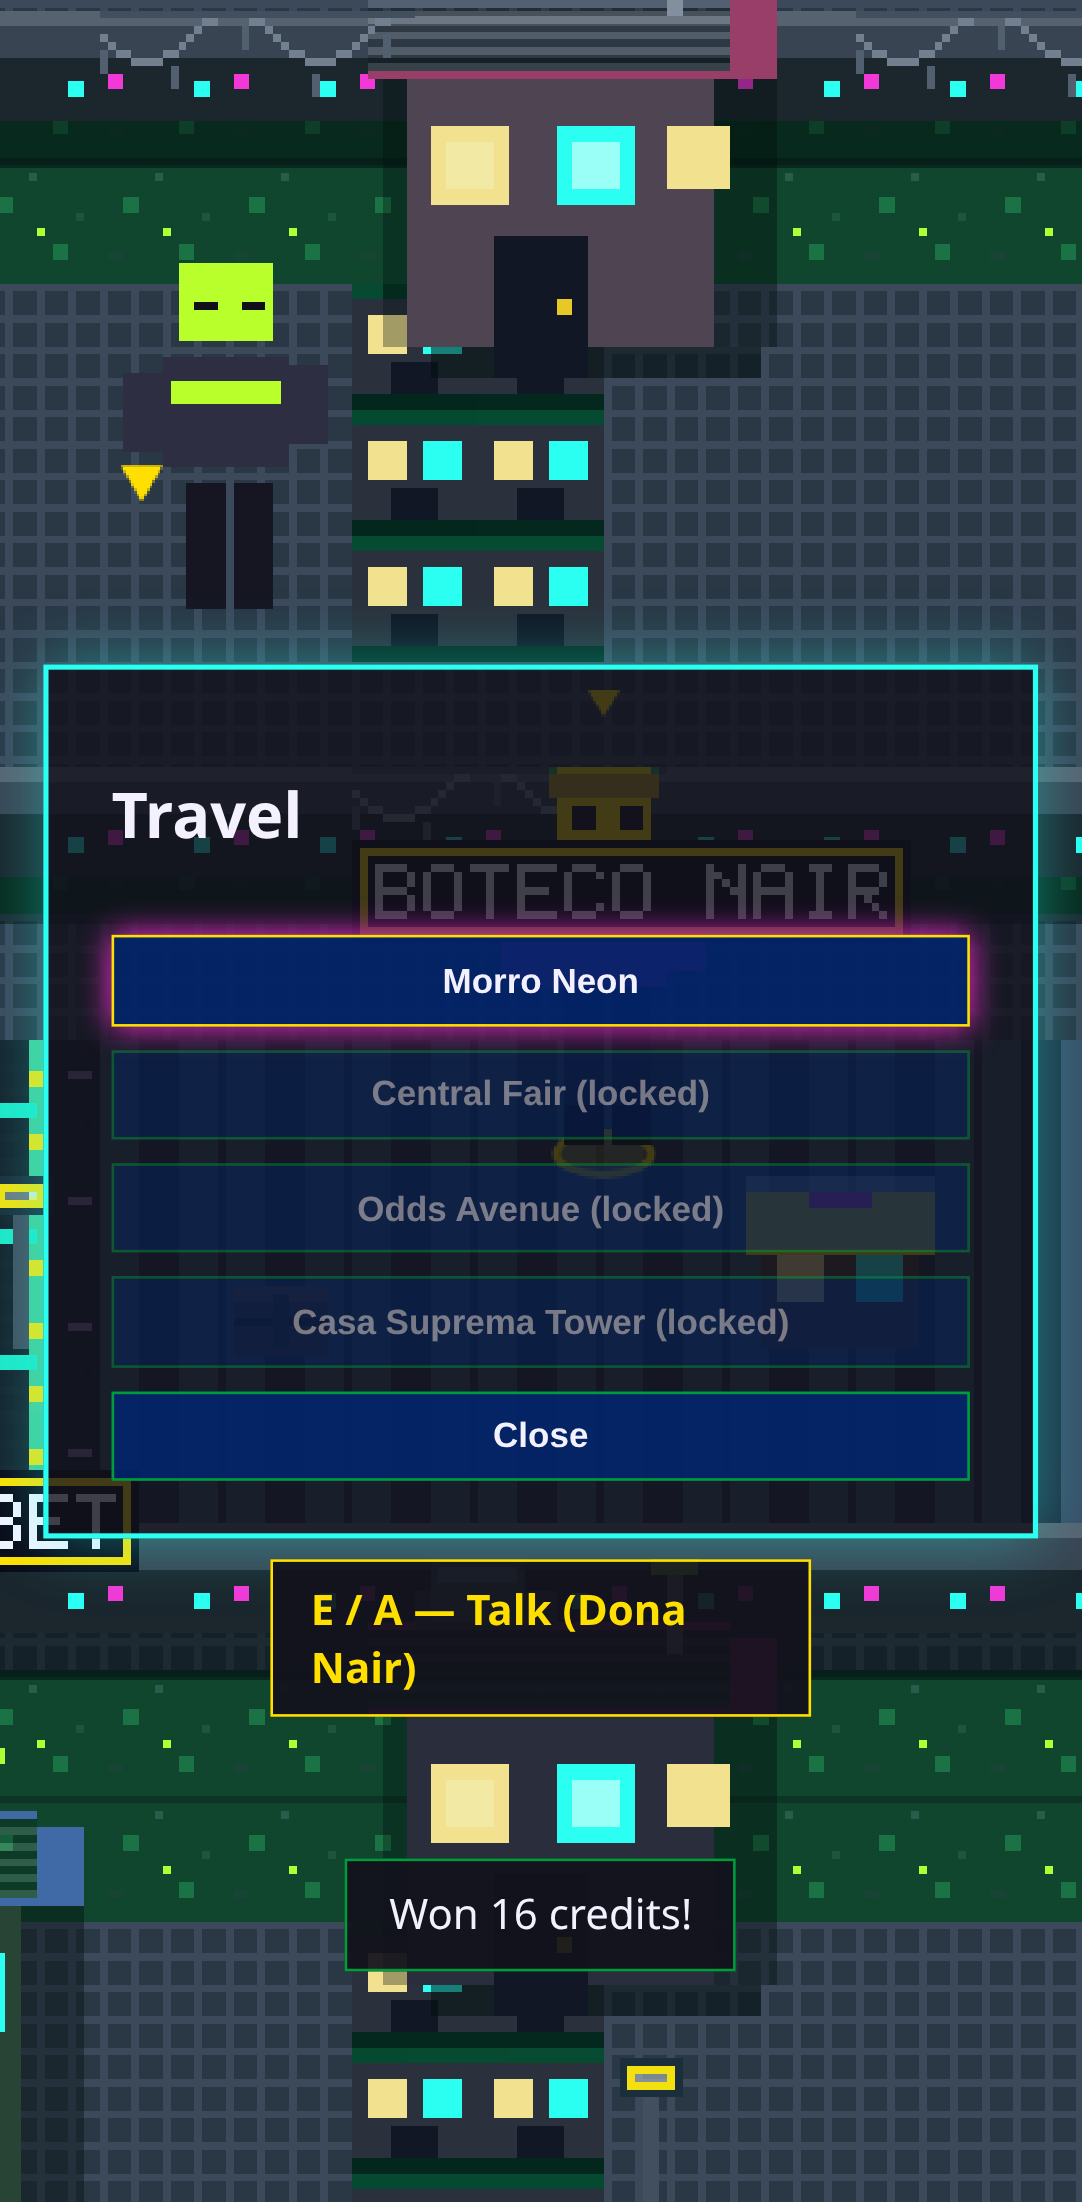 Travel
BOTECO NAIR
Morro Neon
Central Fair (locked)
Odds Avenue (locked)
Casa Suprema Tower (locked)
Close
BET
E / A — Talk (Dona
Nair)
Won 16 credits!